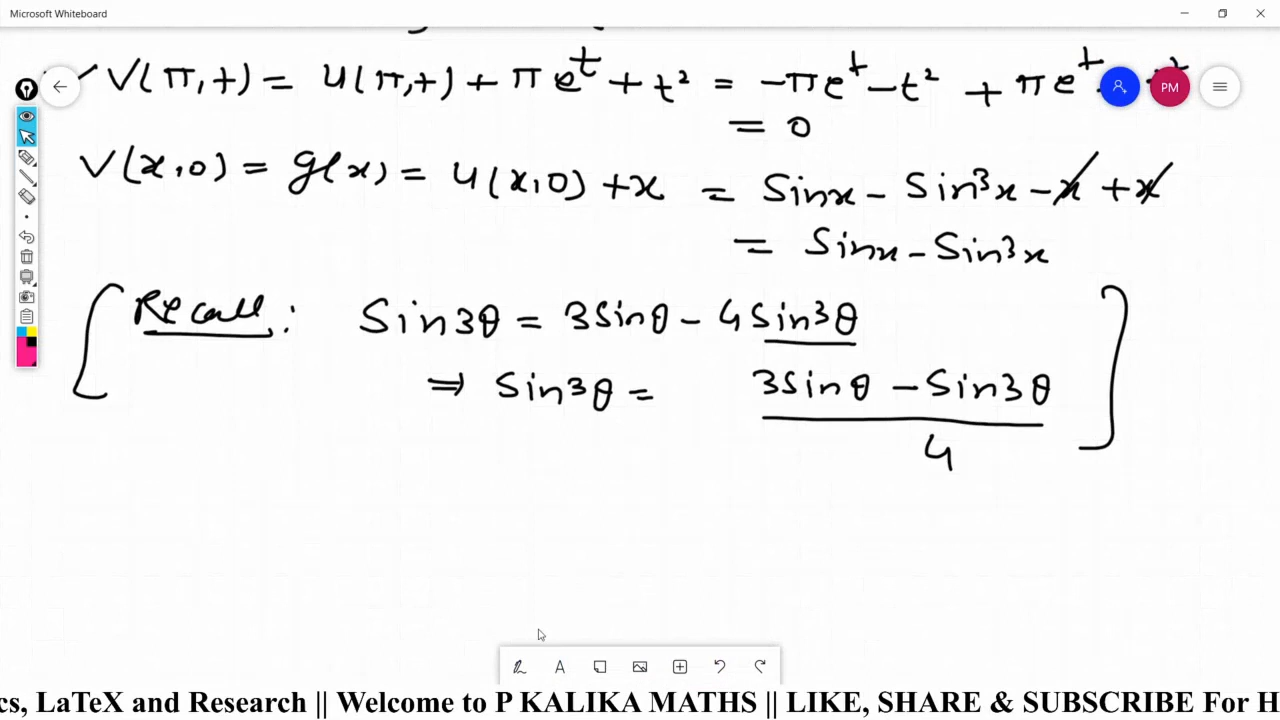 Microsoft Whiteboard
V(π,t) = u(π,t) + π e^t + t² = -πe^t - t² + πe^t
= 0
PM
V(x,0) = g(x) = u(x,0) + x = Sinx - Sin³x - x + x
= Sinx - Sin³x
Recall: Sin3θ = 3Sinθ - 4Sin³θ
⇒ Sin³θ = 3Sinθ - Sin3θ
4
A
cs, LaTeX and Research || Welcome to P KALIKA MATHS || LIKE, SHARE & SUBSCRIBE For H